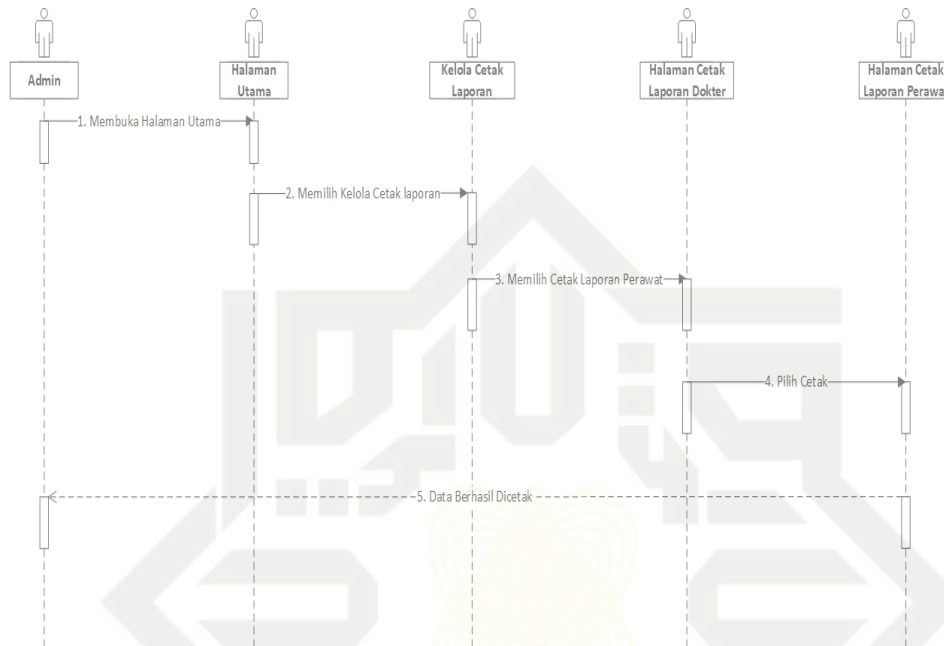 Admin
Halaman
Utama
Kelola Cetak
Laporan
Halaman Cetak
Laporan Dokter
Halaman Cetak
Laporan Perawa
1. Membuka Halaman Utama
2. Memilih Kelola Cetak laporan
3. Memilih Cetak Laporan Perawat
4. Pilih Cetak
5. Data Berhasil Dicetak